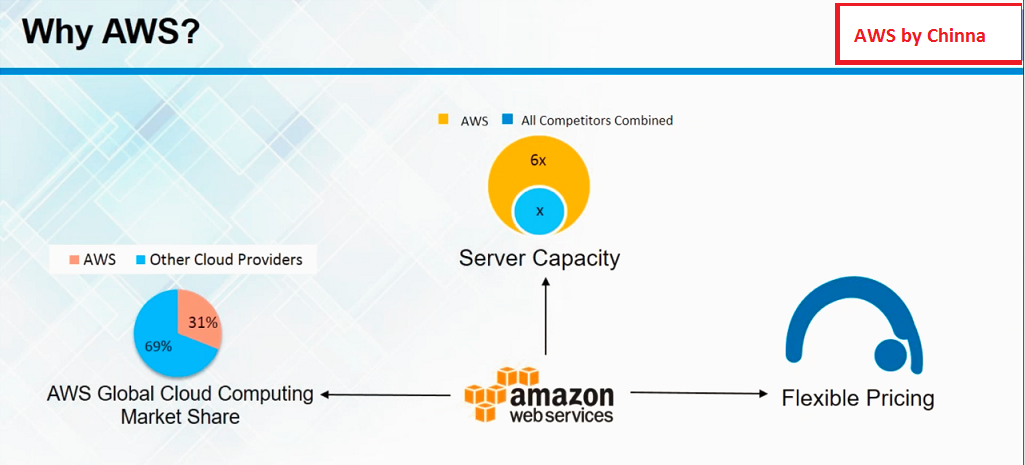 Why AWS?
AWS by Chinna
AWS All Competitors Combined
6x
x
Server Capacity
AWS Other Cloud Providers
31%
69%
AWS Global Cloud Computing
Market Share
amazon
webservices
Flexible Pricing